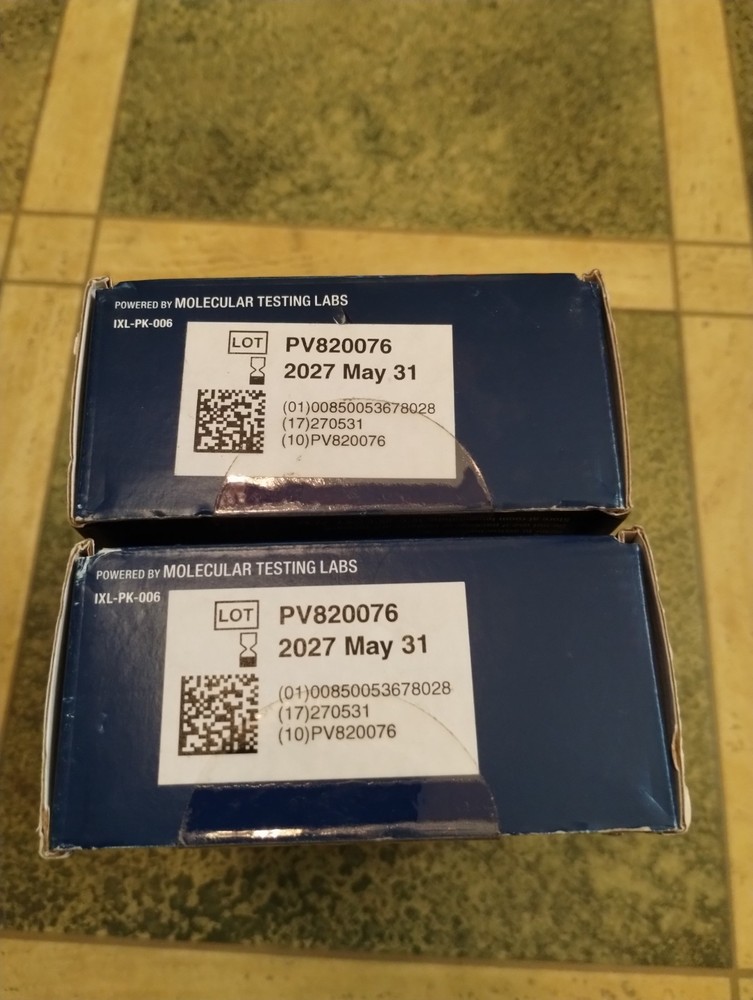 POWERED BY MOLECULAR TESTING LABS
IXL-PK-006
LOT PV820076
2027 May 31
(01)00850053678028
(17)270531
(10)PV820076
POWERED BY MOLECULAR TESTING LABS
IXL-PK-006
LOT PV820076
2027 May 31
(01)00850053678028
(17)270531
(10)PV820076